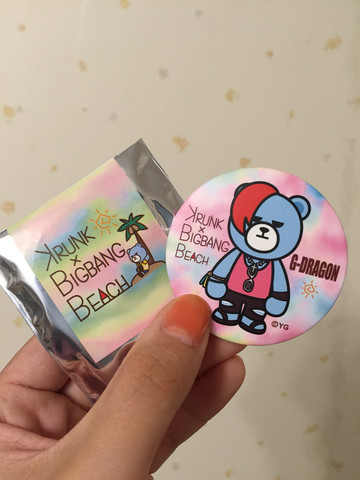 KRUNK
×
BIGBANG
BEACH
KRUNK
×
BIGBANG
BEACH
G-DRAGON
©YG